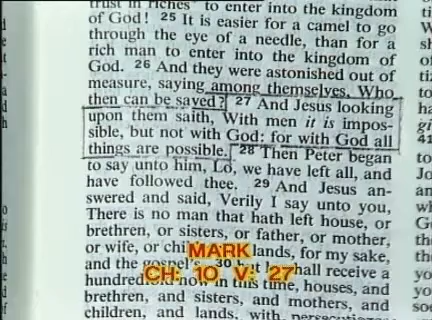 trust in riches to enter into the kingdom
of God! 25 It is easier for a camel to go
through the eye of a needle, than for a
rich man to enter into the kingdom of
God. 26 And they were astonished out of
measure, saying among themselves, Who
then can be saved? 27 And Jesus looking
upon them saith, With men it is impos-
sible, but not with God: for with God all
things are possible. 28 Then Peter began
to say unto him, Lo, we have left all, and
have followed thee. 29 And Jesus an-
swered and said, Verily I say unto you,
There is no man that hath left house, or
brethren, or sisters, or father, or mother,
or wife, or chi lands, for my sake,
MARK
and the gospel's, 30 shall receive a
CH: 10 V: 27
hundredfold now in this time, houses, and
brethren, and sisters, and mothers, and
children, and lands, with persecutions